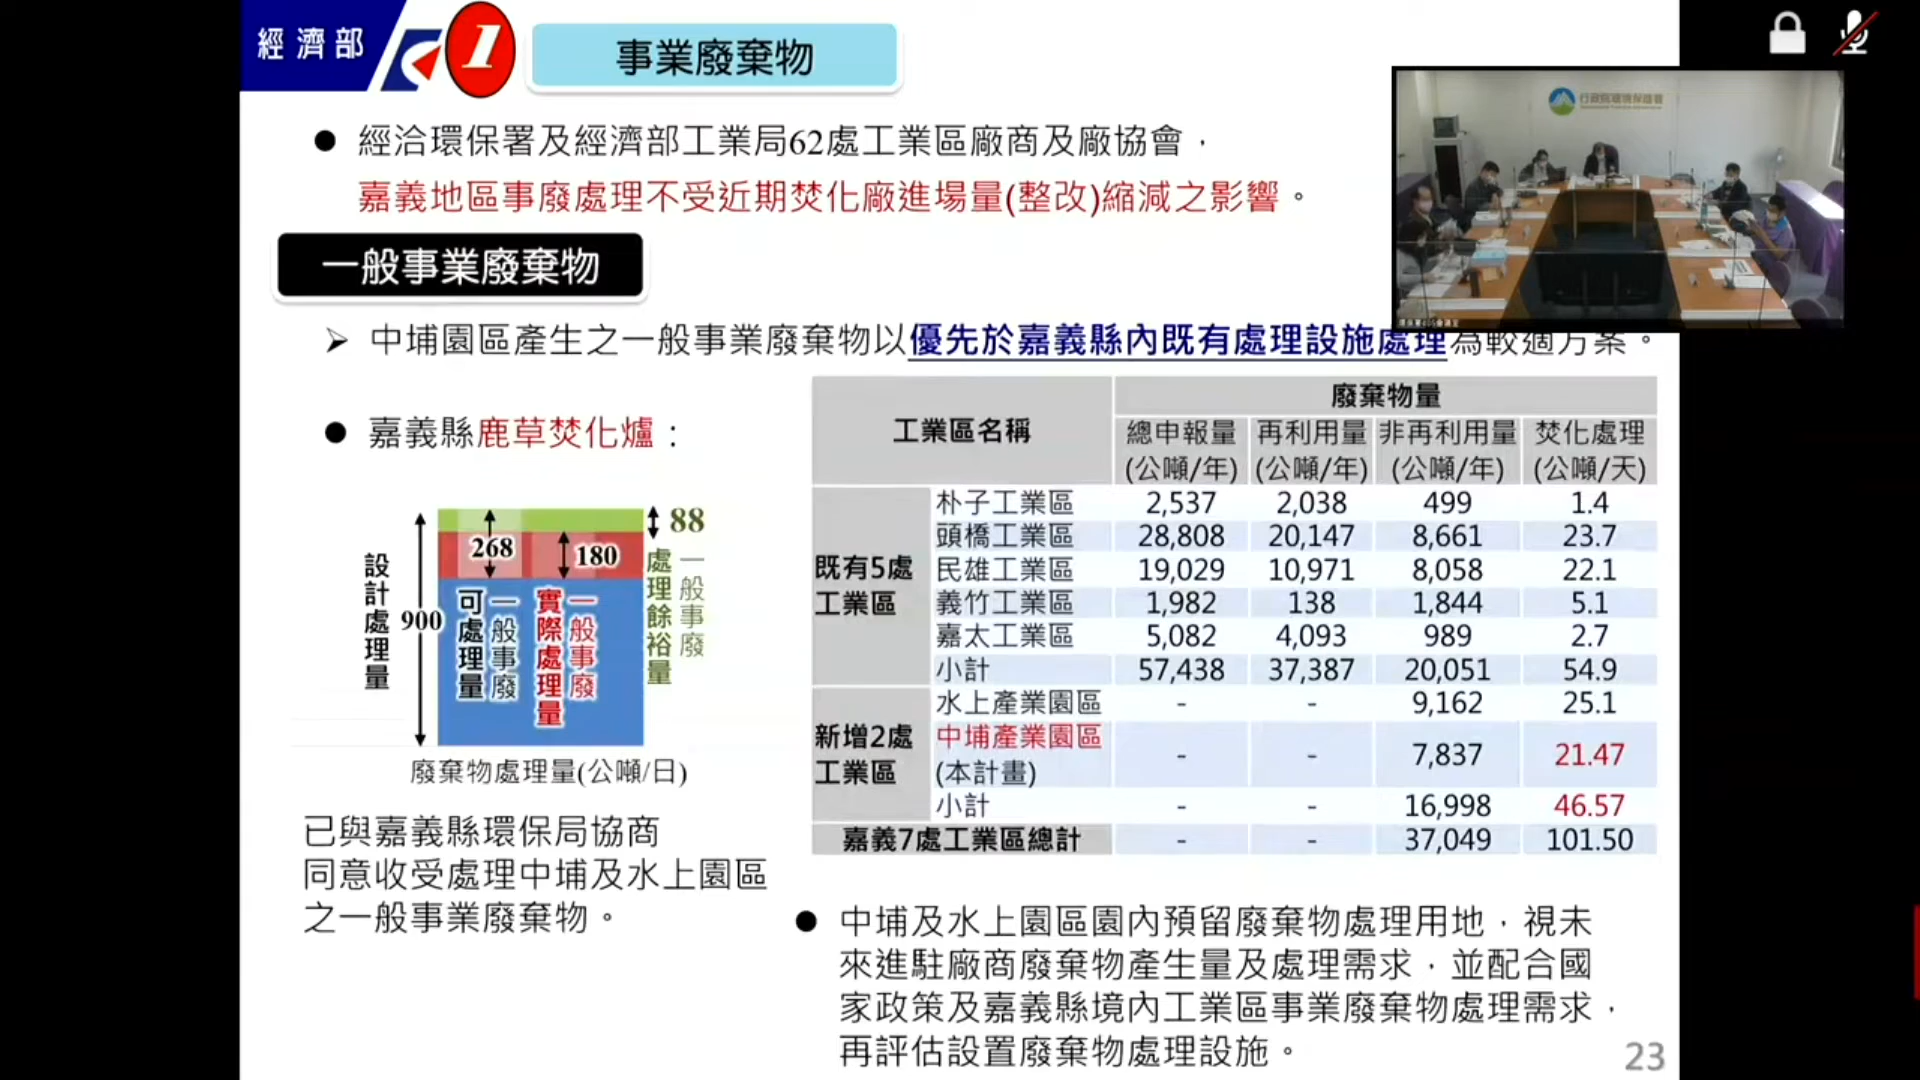 經濟部
1
事業廢棄物
行政院環境保護署
● 經洽環保署及經濟部工業局62處工業區廠商及廠協會，
嘉義地區事廢處理不受近期焚化廠進場量(整改)縮減之影響。
一般事業廢棄物
➢ 中埔園區產生之一般事業廢棄物以優先於嘉義縣內既有處理設施處理為較適方案。
● 嘉義縣鹿草焚化爐：
設計處理量
900
268
180
88
一般事廢
可處理量
一般事廢
實際處理量
一般事廢
處理餘裕量
廢棄物處理量(公噸/日)
已與嘉義縣環保局協商
同意收受處理中埔及水上園區
之一般事業廢棄物。
工業區名稱 廢棄物量
總申報量(公噸/年) 再利用量(公噸/年) 非再利用量(公噸/年) 焚化處理(公噸/天)
既有5處工業區
朴子工業區 2,537 2,038 499 1.4
頭橋工業區 28,808 20,147 8,661 23.7
民雄工業區 19,029 10,971 8,058 22.1
義竹工業區 1,982 138 1,844 5.1
嘉太工業區 5,082 4,093 989 2.7
小計 57,438 37,387 20,051 54.9
新增2處工業區
水上產業園區 - - 9,162 25.1
中埔產業園區(本計畫) - - 7,837 21.47
小計 - - 16,998 46.57
嘉義7處工業區總計 - - 37,049 101.50
● 中埔及水上園區園內預留廢棄物處理用地，視未
來進駐廠商廢棄物產生量及處理需求，並配合國
家政策及嘉義縣境內工業區事業廢棄物處理需求，
再評估設置廢棄物處理設施。
23